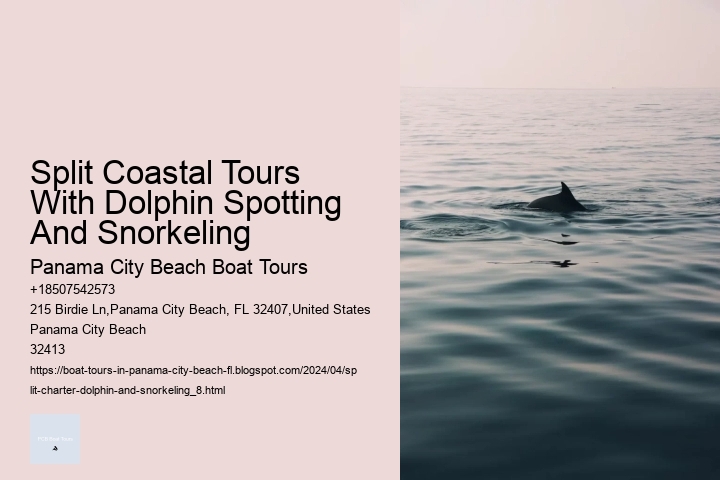 Split Coastal Tours
With Dolphin Spotting
And Snorkeling
Panama City Beach Boat Tours
+18507542573
215 Birdie Ln,Panama City Beach, FL 32407,United States
Panama City Beach
32413
https://boat-tours-in-panama-city-beach-fl.blogspot.com/2024/04/sp
lit-charter-dolphin-and-snorkeling_8.html